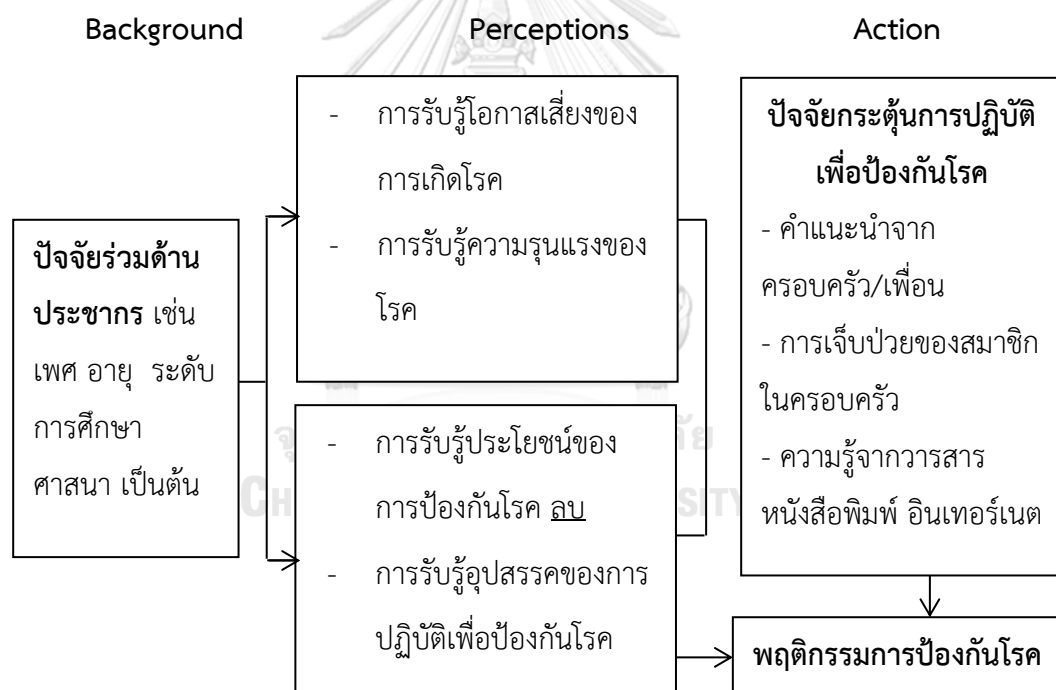 Background
Perceptions
Action
ปัจจัยร่วมด้าน
ประชากร เช่น
เพศ อายุ ระดับ
การศึกษา
ศาสนา เป็นต้น
- การรับรู้โอกาสเสี่ยงของ
การเกิดโรค
- การรับรู้ความรุนแรงของ
โรค
- การรับรู้ประโยชน์ของ
การป้องกันโรค ลบ
- การรับรู้อุปสรรคของการ
ปฏิบัติเพื่อป้องกันโรค
ปัจจัยกระตุ้นการปฏิบัติ
เพื่อป้องกันโรค
- คำแนะนำจาก
ครอบครัว/เพื่อน
- การเจ็บป่วยของสมาชิก
ในครอบครัว
- ความรู้จากวารสาร
หนังสือพิมพ์ อินเทอร์เนต
พฤติกรรมการป้องกันโรค